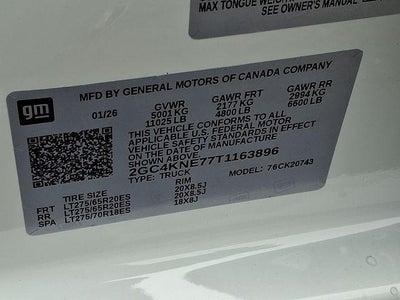 MAX TONGUE WEIGHT
SEE OWNER'S MANUAL
MFD BY GENERAL MOTORS OF CANADA COMPANY
gm
01/26
GVWR GAWR FRT GAWR RR
5001 KG 2177 KG 2994 KG
11025 LB 4800 LB 6600 LB
THIS VEHICLE CONFORMS TO ALL
APPLICABLE U.S. FEDERAL MOTOR
VEHICLE SAFETY STANDARDS IN EFFECT
ON THE DATE OF MANUFACTURE
SHOWN ABOVE.
2GC4KNE77T1163896
TYPE: TRUCK 76CK20743
TIRE SIZE RIM
FRT LT275/65R20ES 20X8.5J
RR LT275/65R20ES 20X8.5J
SPA LT275/70R18ES 18X8J